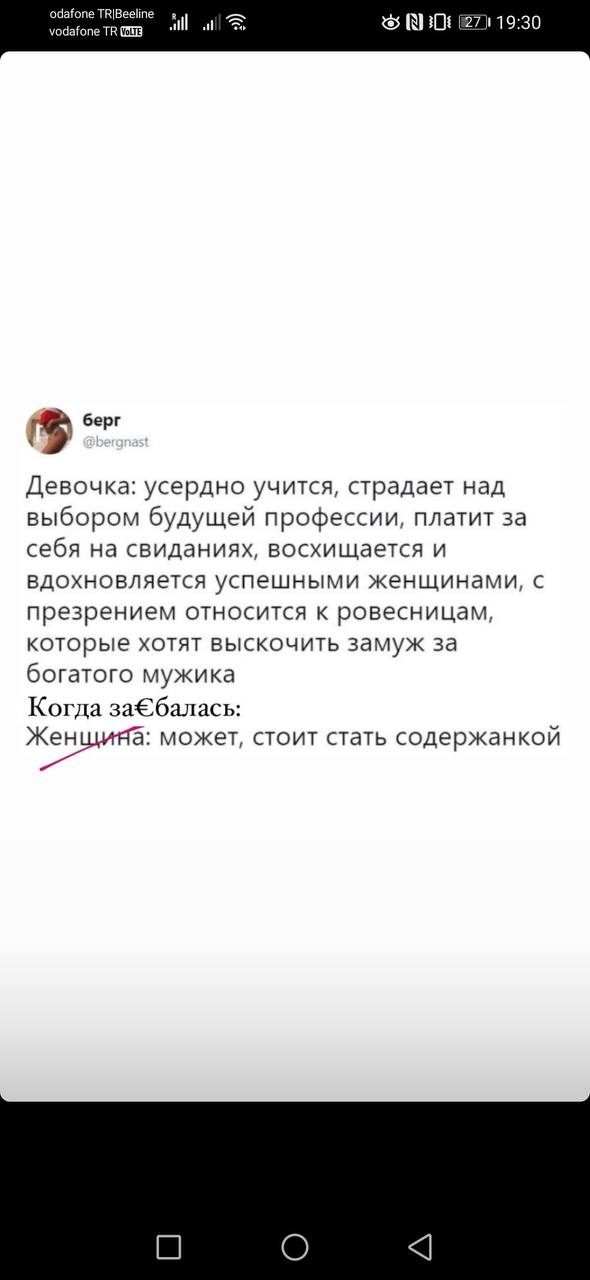 odafone TR|Beeline
vodafone TR VoLTE
R
27 19:30
берг
@bergnast
Девочка: усердно учится, страдает над
выбором будущей профессии, платит за
себя на свиданиях, восхищается и
вдохновляется успешными женщинами, с
презрением относится к ровесницам,
которые хотят выскочить замуж за
богатого мужика
Когда за€балась:
Женщина: может, стоит стать содержанкой